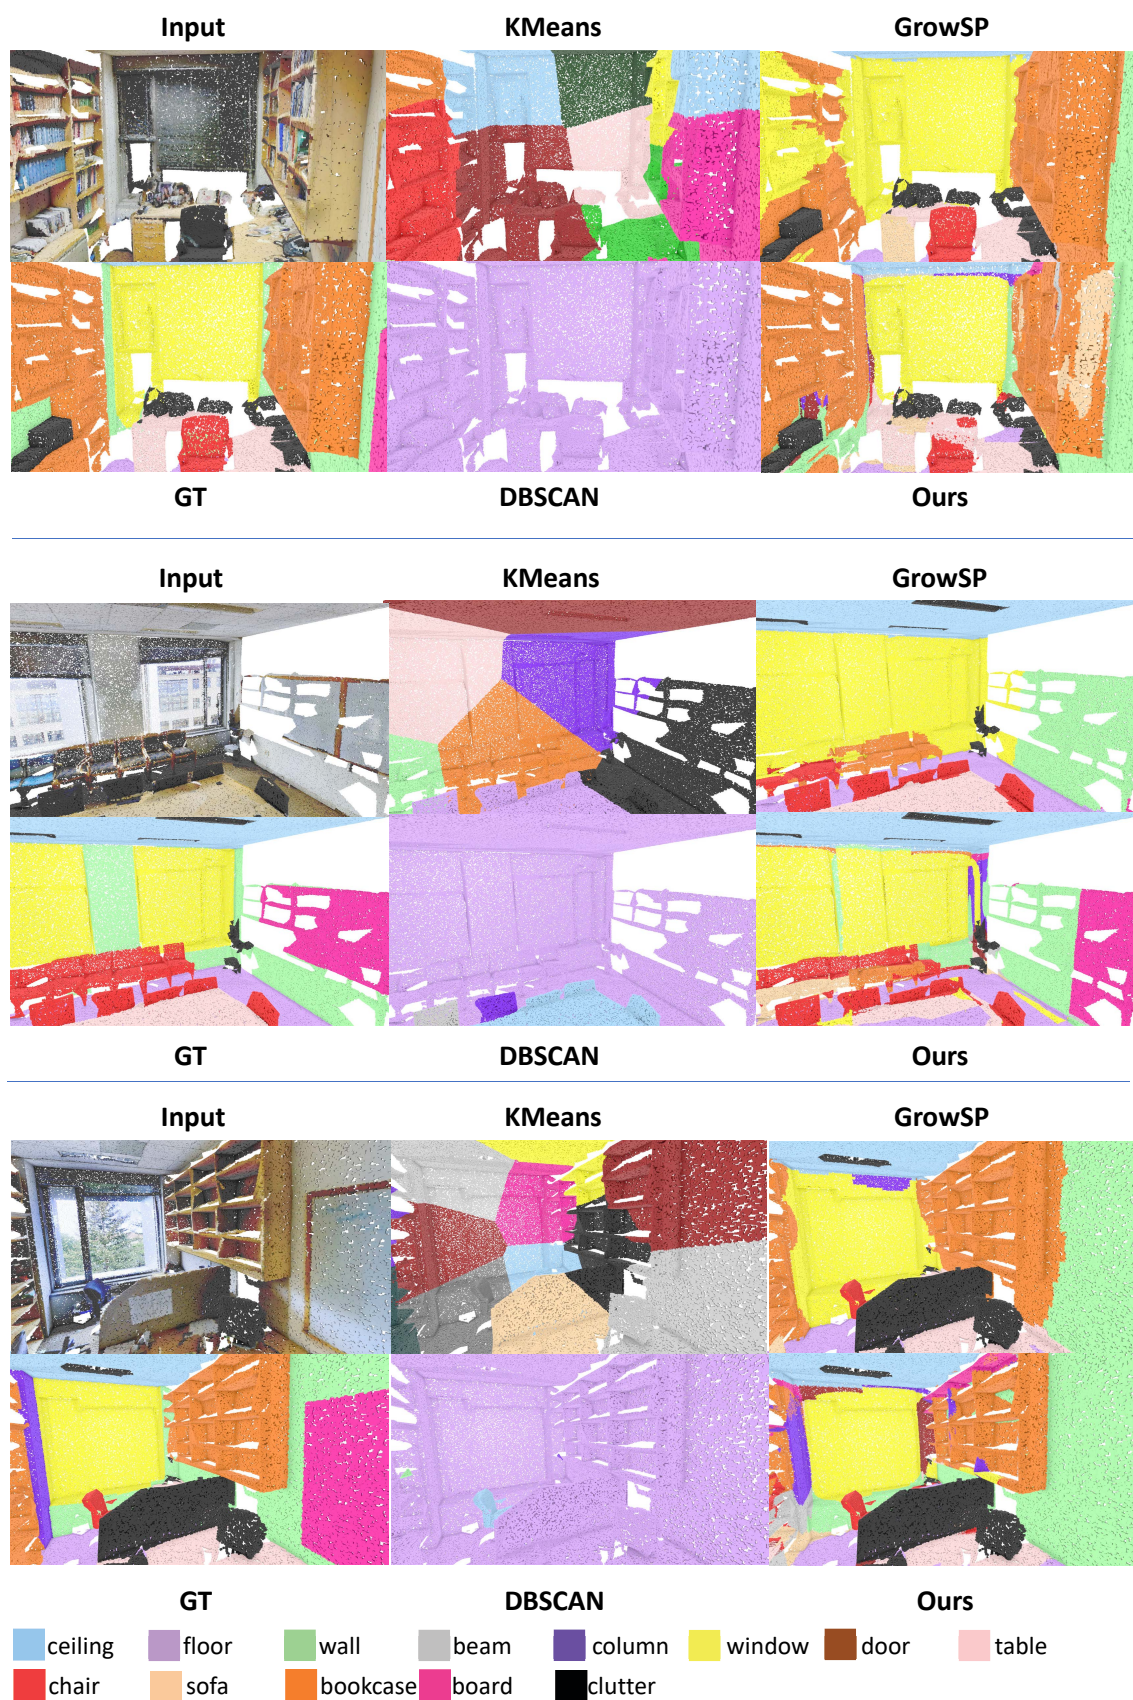 Input KMeans GrowSP
GT DBSCAN Ours
Input KMeans GrowSP
GT DBSCAN Ours
Input KMeans GrowSP
GT DBSCAN Ours
ceiling floor wall beam column window door table
chair sofa bookcase board clutter